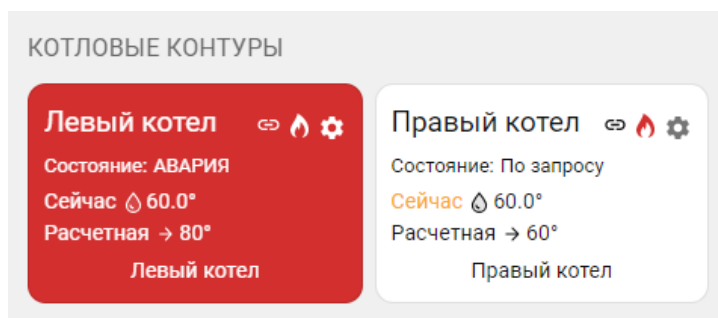 КОТЛОВЫЕ КОНТУРЫ
Левый котел
Состояние: АВАРИЯ
Сейчас 60.0°
Расчетная → 80°
Левый котел
Правый котел
Состояние: По запросу
Сейчас 60.0°
Расчетная → 60°
Правый котел